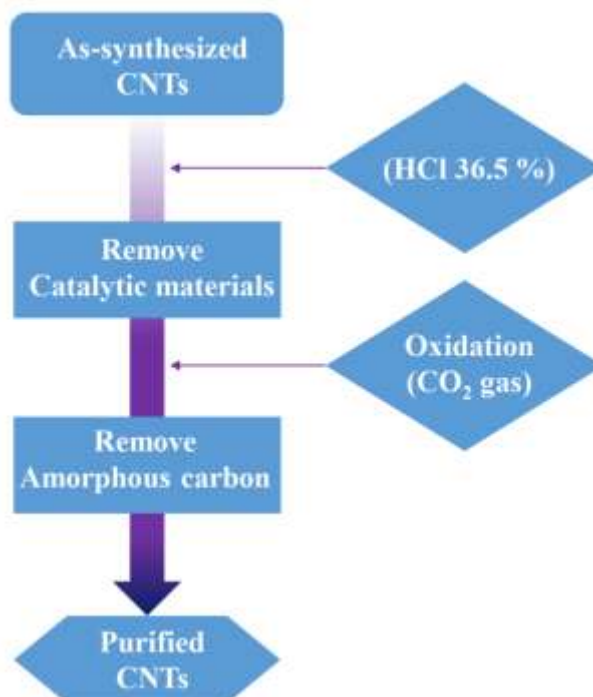 As-synthesized
CNTs
(HCl 36.5 %)
Remove
Catalytic materials
Oxidation
(CO₂ gas)
Remove
Amorphous carbon
Purified
CNTs